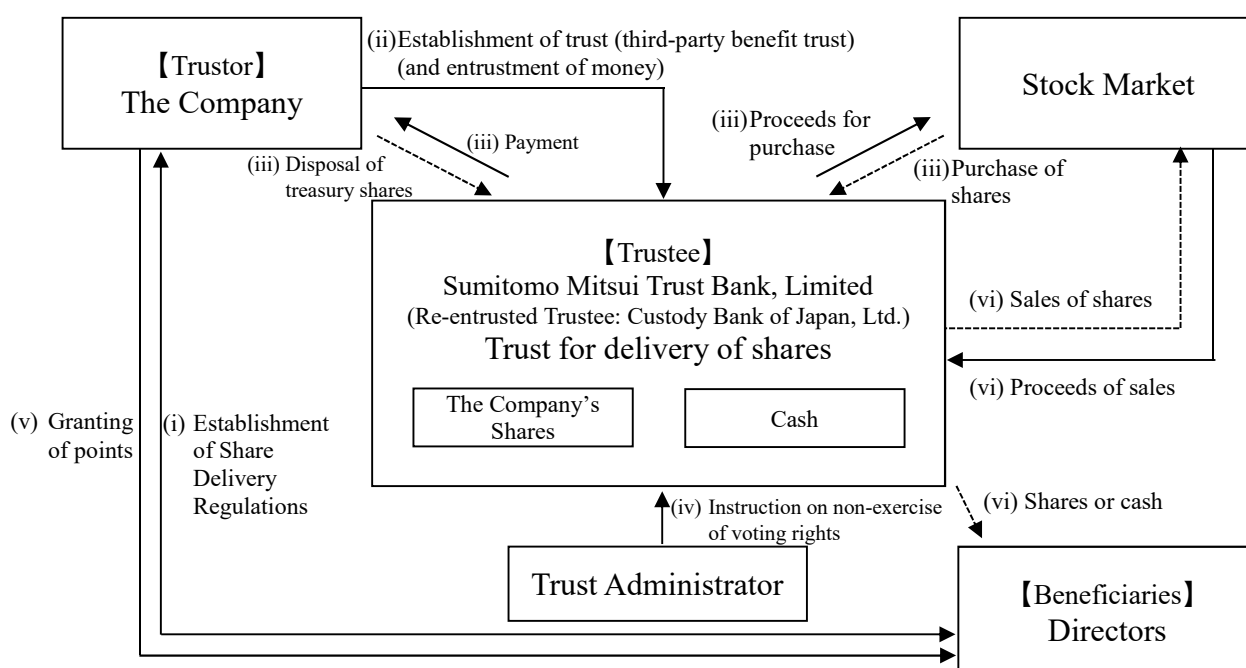 【Trustor】
The Company
(ii) Establishment of trust (third-party benefit trust)
(and entrustment of money)
Stock Market
(iii) Payment
(iii) Disposal of
treasury shares
(iii) Proceeds for
purchase
(iii) Purchase of
shares
【Trustee】
Sumitomo Mitsui Trust Bank, Limited
(Re-entrusted Trustee: Custody Bank of Japan, Ltd.)
Trust for delivery of shares
The Company’s
Shares
Cash
(vi) Sales of shares
(vi) Proceeds of sales
(v) Granting
of points
(i) Establishment
of Share
Delivery
Regulations
(iv) Instruction on non-exercise
of voting rights
(vi) Shares or cash
Trust Administrator
【Beneficiaries】
Directors